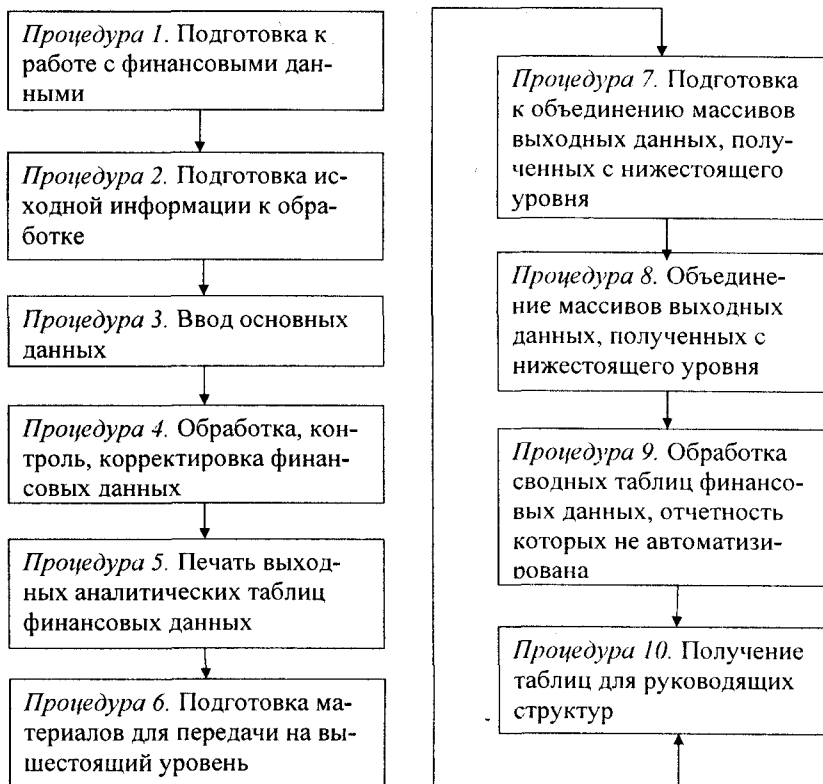 Процедура 1. Подготовка к
работе с финансовыми дан-
ными
Процедура 2. Подготовка ис-
ходной информации к обра-
ботке
Процедура 3. Ввод основных
данных
Процедура 4. Обработка, кон-
троль, корректировка финан-
совых данных
Процедура 5. Печать выход-
ных аналитических таблиц
финансовых данных
Процедура 6. Подготовка ма-
териалов для передачи на вы-
шестоящий уровень
Процедура 7. Подготовка
к объединению массивов
выходных данных, полу-
ченных с нижестоящего
уровня
Процедура 8. Объедине-
ние массивов выходных
данных, полученных с
нижестоящего уровня
Процедура 9. Обработка
сводных таблиц финансо-
вых данных, отчетность
которых не автоматизи-
рована
Процедура 10. Получение
таблиц для руководящих
структур